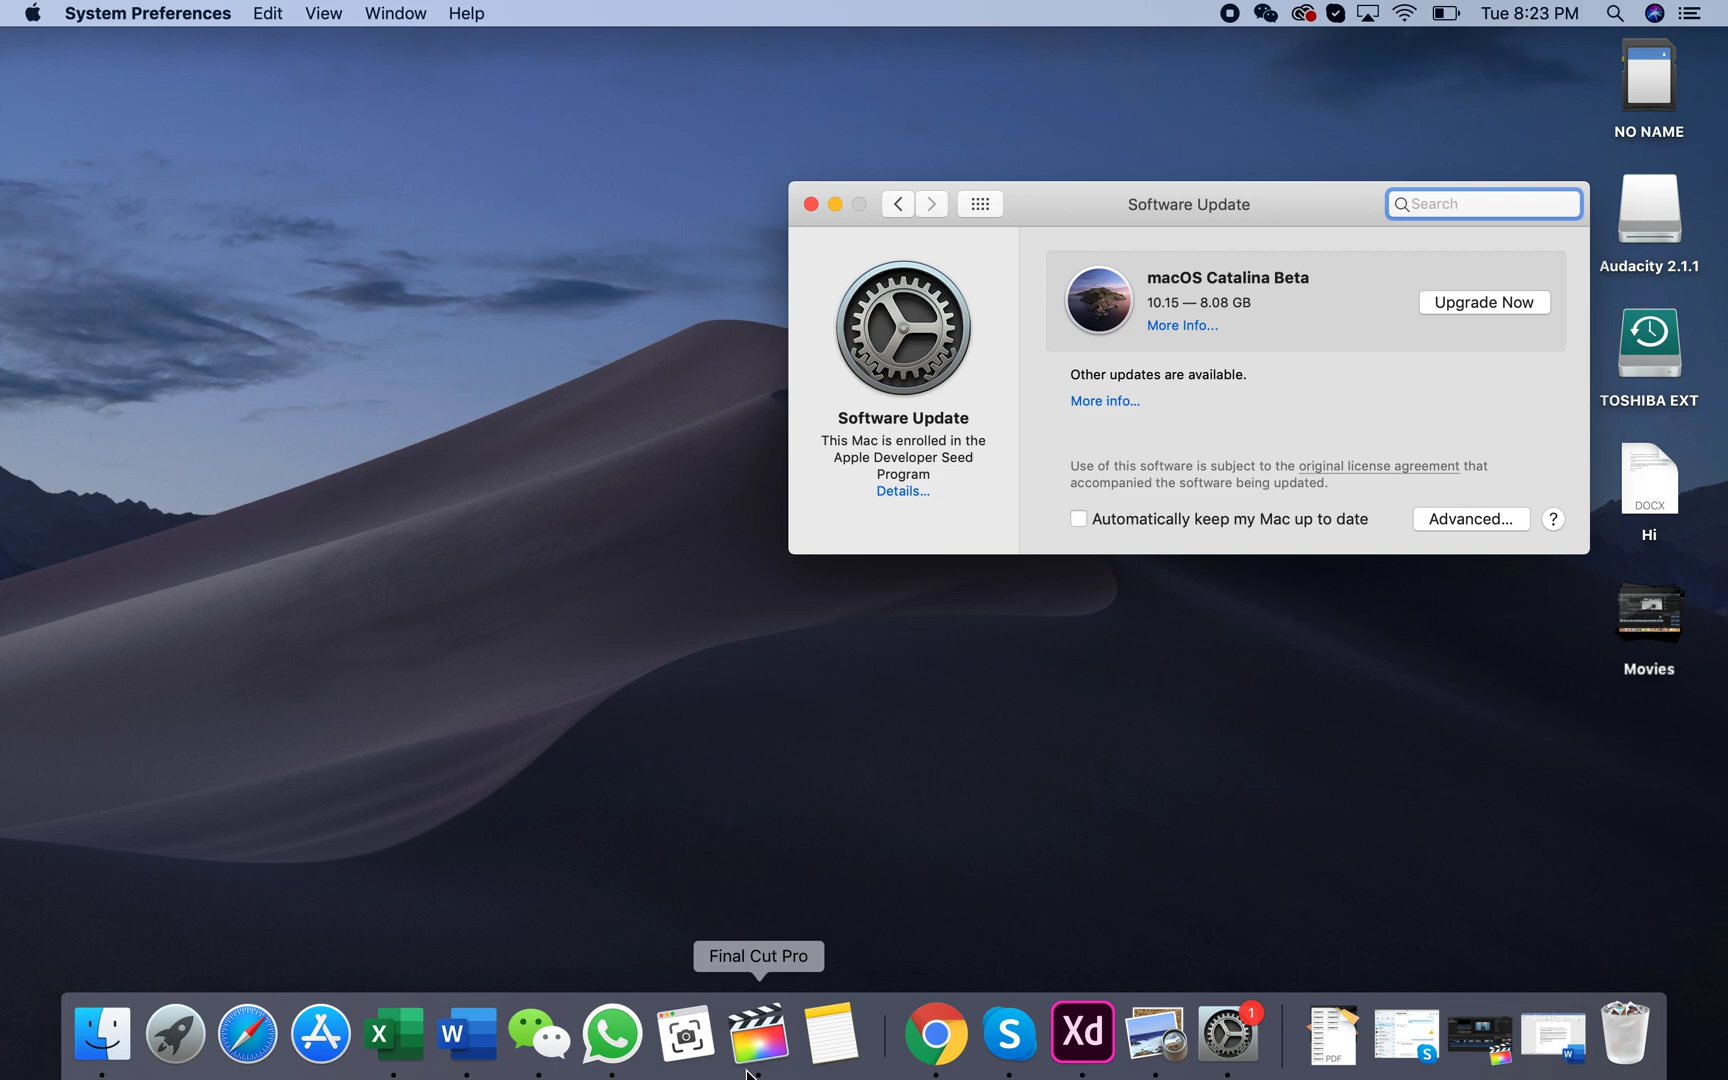 System Preferences Edit View Window Help
Tue 8:23 PM
NO NAME
Audacity 2.1.1
TOSHIBA EXT
DOCX
Hi
Movies
Software Update
Search
macOS Catalina Beta
10.15 — 8.08 GB
More Info...
Upgrade Now
Other updates are available.
More info...
Software Update
This Mac is enrolled in the
Apple Developer Seed
Program
Details...
Use of this software is subject to the original license agreement that
accompanied the software being updated.
Automatically keep my Mac up to date
Advanced...
?
Final Cut Pro
X
W
S
Xd
1
PDF
S
W